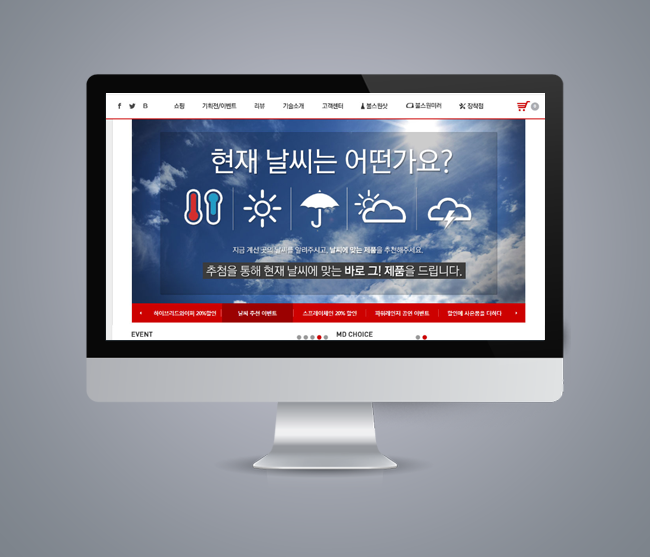 f B 쇼핑 기획전/이벤트 리뷰 기술소개 고객센터 불스원샷 불스원미러 장착점 0
현재 날씨는 어떤가요?
지금 계신 곳의 날씨를 알려주시고, 날씨에 맞는 제품을 추천해주세요.
추첨을 통해 현재 날씨에 맞는 바로 그! 제품을 드립니다.
하이브리드와이퍼 20%할인 날씨 추천 이벤트 스프레이체인 20% 할인 파워레인자 공연 이벤트 할인에 사은품을 더하다
EVENT MD CHOICE